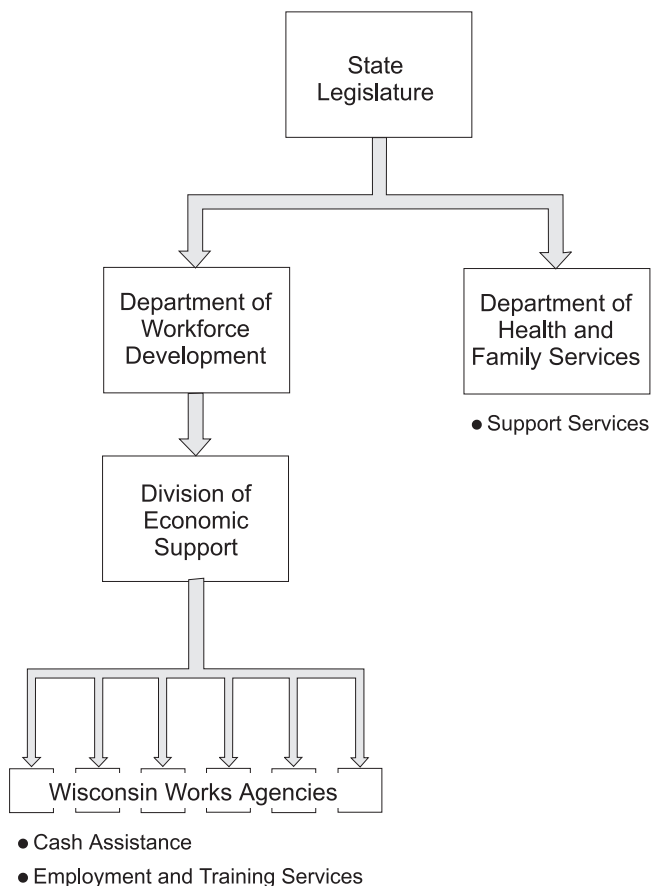 State
Legislature
Department of
Workforce
Development
Department of
Health and
Family Services
● Support Services
Division of
Economic
Support
Wisconsin Works Agencies
● Cash Assistance
● Employment and Training Services